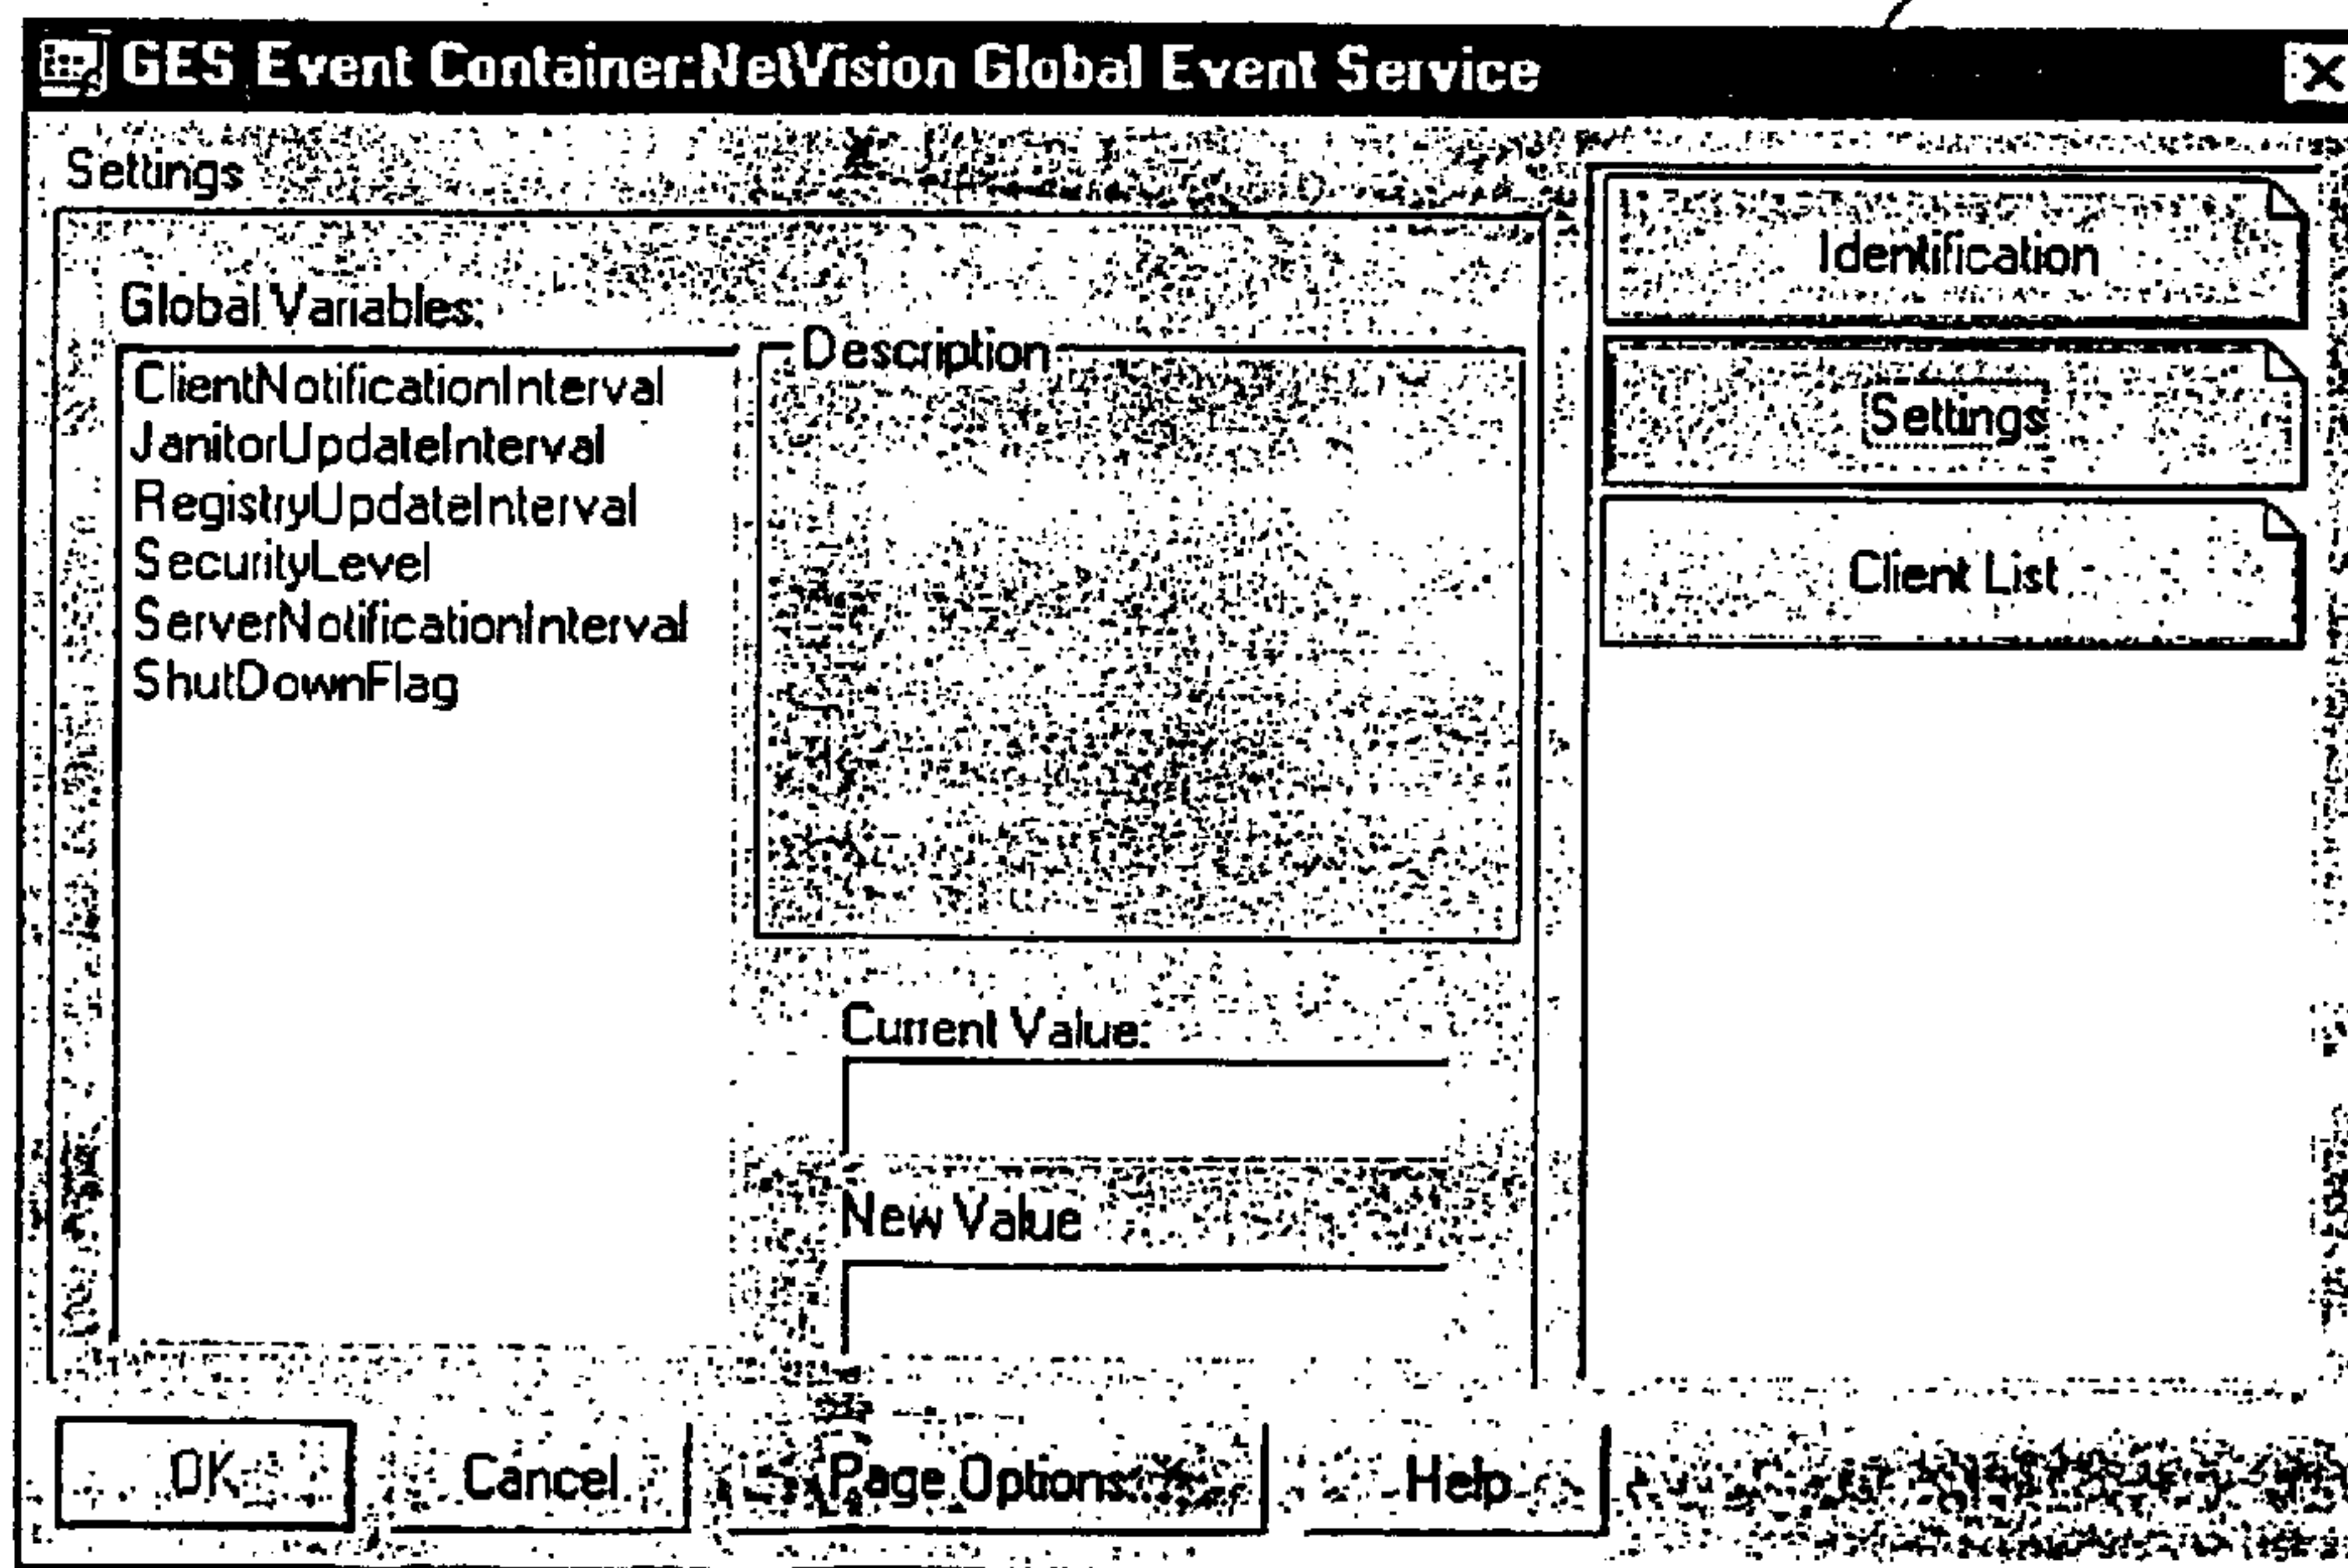 GES Event Container:NetVision Global Event Service
Settings
Global Variables:
ClientNotificationInterval
JanitorUpdateInterval
RegistryUpdateInterval
SecurityLevel
ServerNotificationInterval
ShutDownFlag
Description
Current Value:
New Value
Identification
Settings
Client List
OK
Cancel
Page Options...
Help